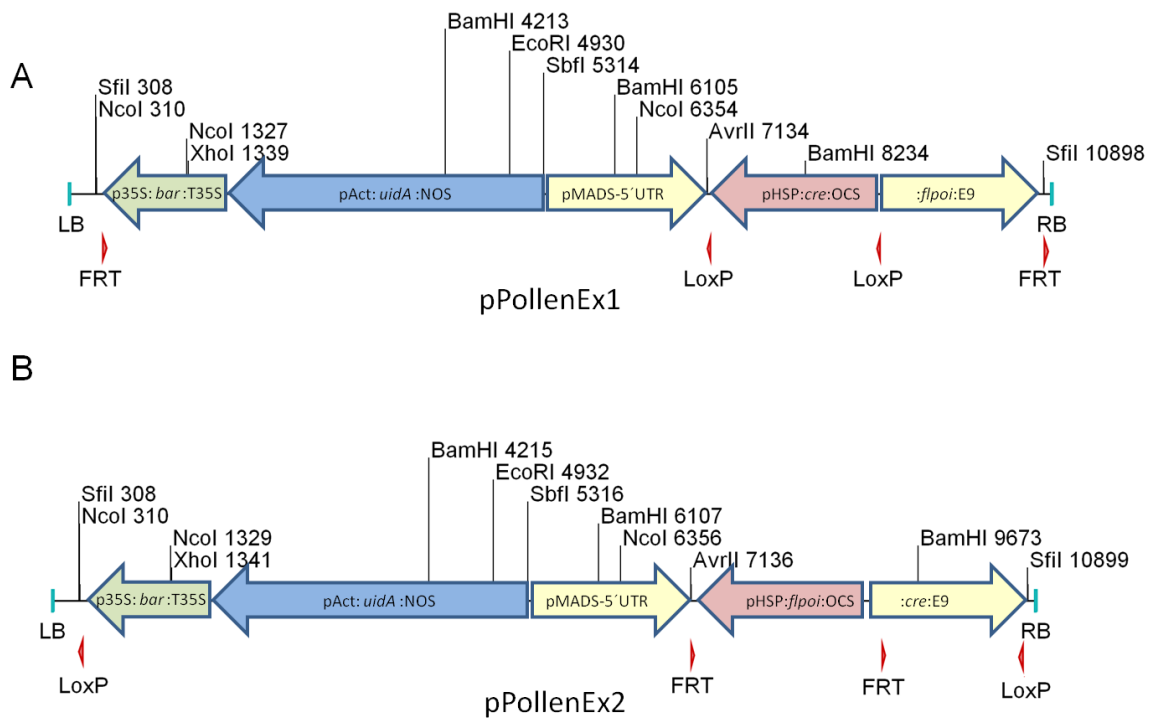 A
BamHI 4213
EcoRI 4930
SbfI 5314
SfiI 308
BamHI 6105
NcoI 310
NcoI 6354
NcoI 1327
AvrII 7134
XhoI 1339
BamHI 8234
SfiI 10898
p35S: bar :T35S
pAct: uidA :NOS
pMADS-5´UTR
pHSP:cre:OCS
:flpoi:E9
LB
RB
FRT
LoxP
LoxP
FRT
pPollenEx1
B
BamHI 4215
EcoRI 4932
SbfI 5316
SfiI 308
BamHI 6107
NcoI 310
NcoI 6356
NcoI 1329
BamHI 9673
XhoI 1341
AvrII 7136
SfiI 10899
p35S: bar :T35S
pAct: uidA :NOS
pMADS-5´UTR
pHSP:flpoi:OCS
:cre:E9
LB
RB
LoxP
FRT
FRT
LoxP
pPollenEx2